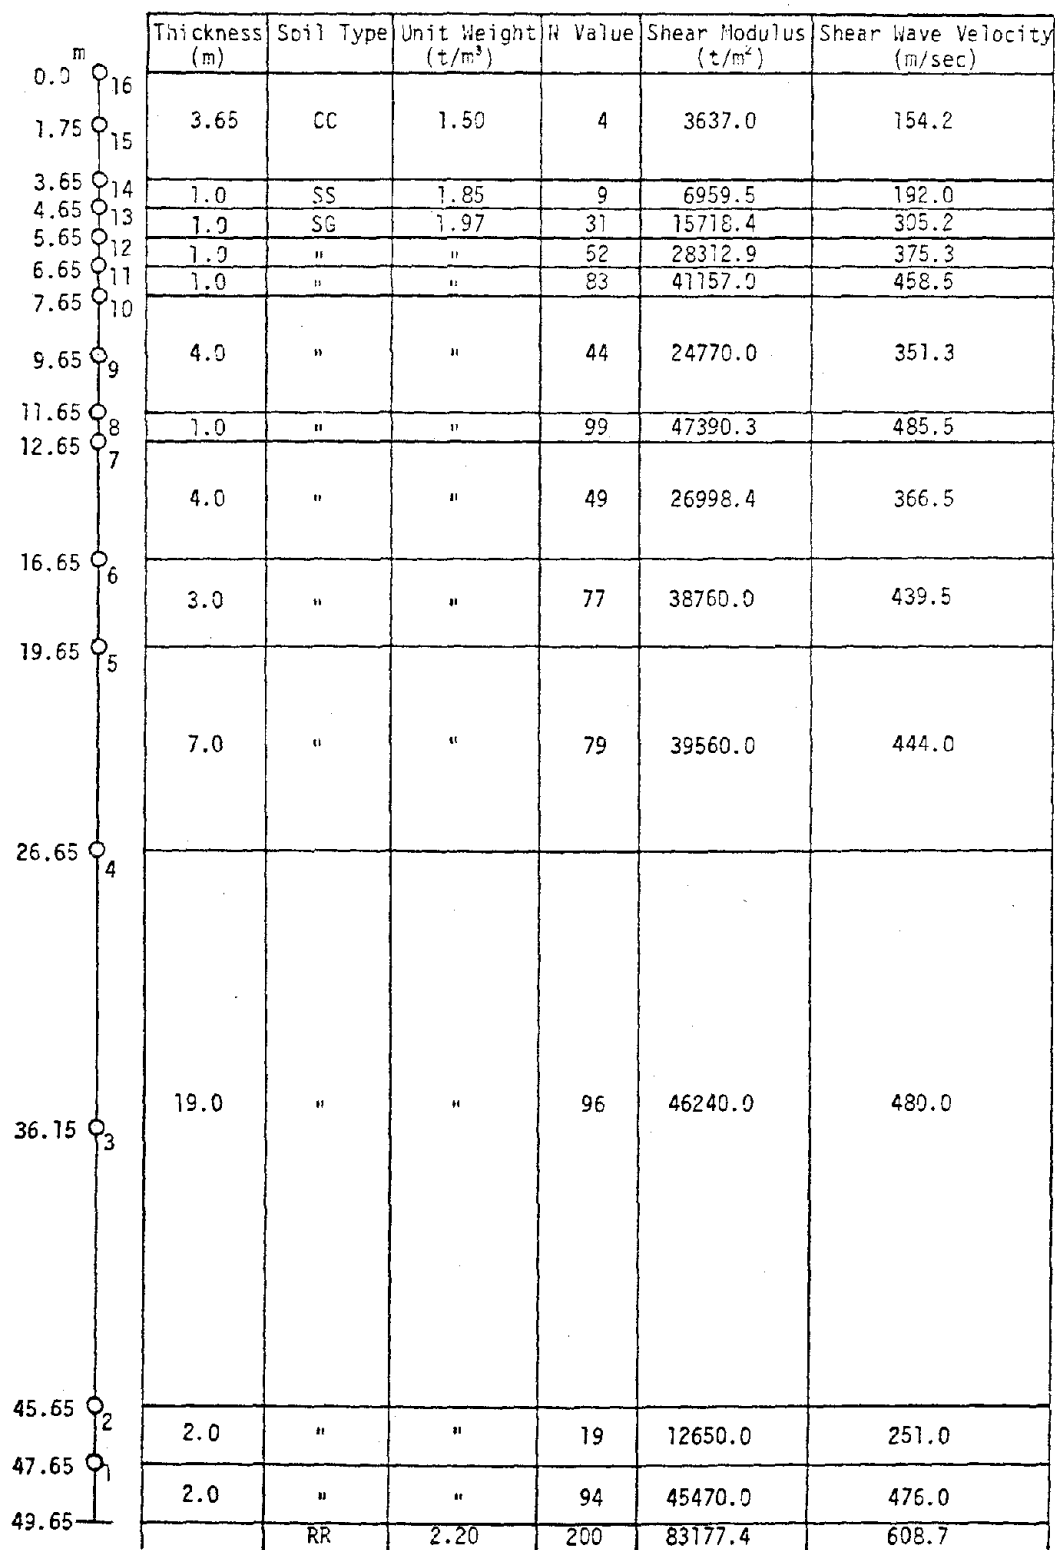 Thickness (m) Soil Type Unit Weight (t/m³) N Value Shear Modulus (t/m²) Shear Wave Velocity (m/sec)
m
0.0 16
3.65 CC 1.50 4 3637.0 154.2
1.75 15
3.65 14
1.0 SS 1.85 9 6959.5 192.0
4.65 13
1.0 SG 1.97 31 15718.4 305.2
5.65 12
1.0 " " 52 28312.9 375.3
6.65 11
1.0 " " 83 41157.0 458.5
7.65 10
4.0 " " 44 24770.0 351.3
9.65 9
11.65 8
1.0 " " 99 47390.3 485.5
12.65 7
4.0 " " 49 26998.4 366.5
16.65 6
3.0 " " 77 38760.0 439.5
19.65 5
7.0 " " 79 39560.0 444.0
26.65 4
19.0 " " 96 46240.0 480.0
36.15 3
45.65 2
2.0 " " 19 12650.0 251.0
47.65 1
2.0 " " 94 45470.0 476.0
49.65
RR 2.20 200 83177.4 608.7